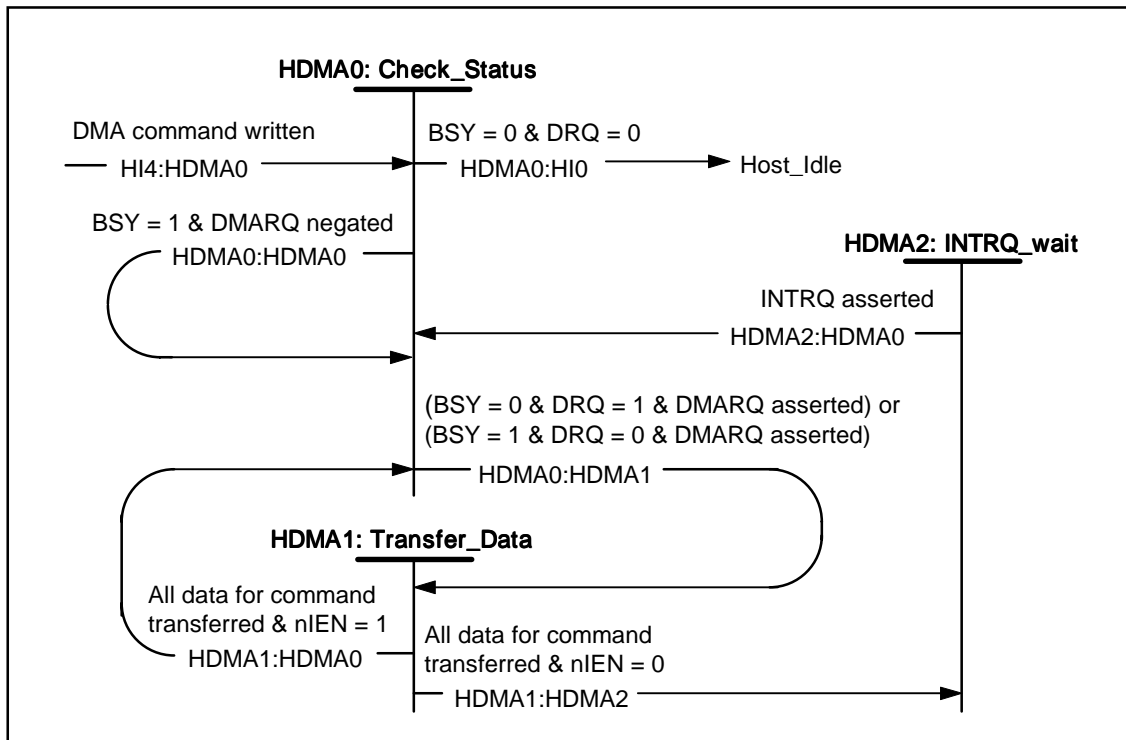 HDMA0: Check_Status
DMA command written
HI4:HDMA0
BSY = 0 & DRQ = 0
HDMA0:HI0
Host_Idle
BSY = 1 & DMARQ negated
HDMA0:HDMA0
HDMA2: INTRQ_wait
INTRQ asserted
HDMA2:HDMA0
(BSY = 0 & DRQ = 1 & DMARQ asserted) or
(BSY = 1 & DRQ = 0 & DMARQ asserted)
HDMA0:HDMA1
HDMA1: Transfer_Data
All data for command
transferred & nIEN = 1
HDMA1:HDMA0
All data for command
transferred & nIEN = 0
HDMA1:HDMA2